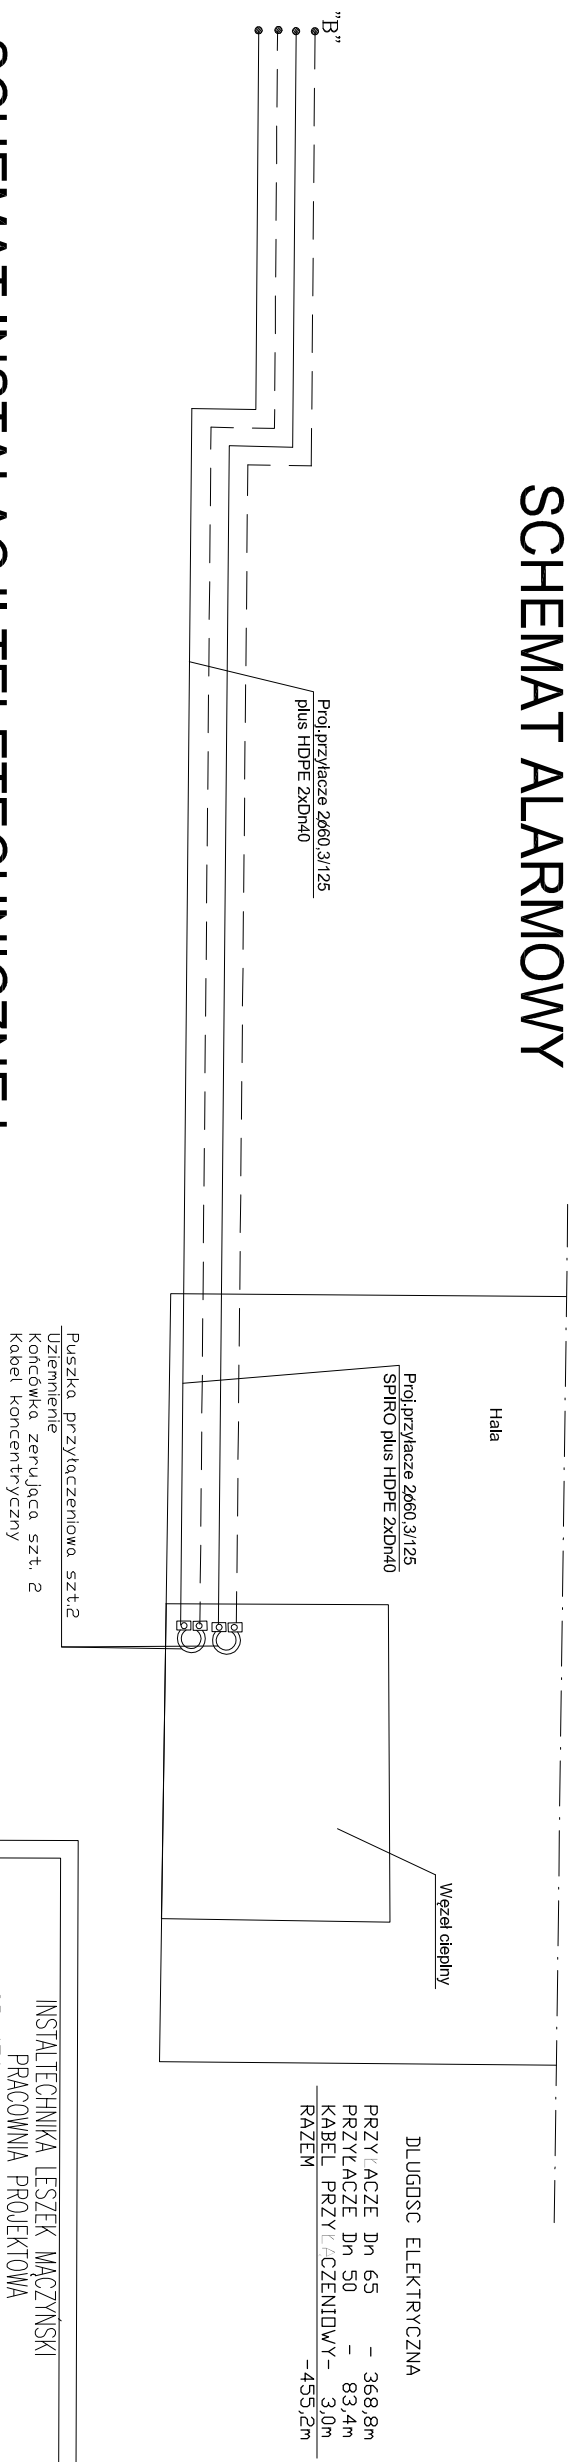 SCHEMAT ALARMOWY
"B"
Proj.przyłacze 2ø60,3/125
plus HDPE 2xDn40
Hala
Proj.przyłacze 2ø60,3/125
SPIRO plus HDPE 2xDn40
Węzeł cieplny
DLUGOSC ELEKTRYCZNA
PRZYŁACZE Dn 65 - 368,8m
PRZYŁACZE Dn 50 - 83,4m
KABEL PRZYŁACZENIOWY- 3,0m
RAZEM -455,2m
Puszka przyłączeniowa szt.2
Uziemnienie
Końcówka zerująca szt. 2
Kabel koncentryczny
SCHEMAT INSTALACJI TELETECHNICZNEJ
INSTALTECHNIKA LESZEK MĄCZYŃSKI
PRACOWNIA PROJEKTOWA